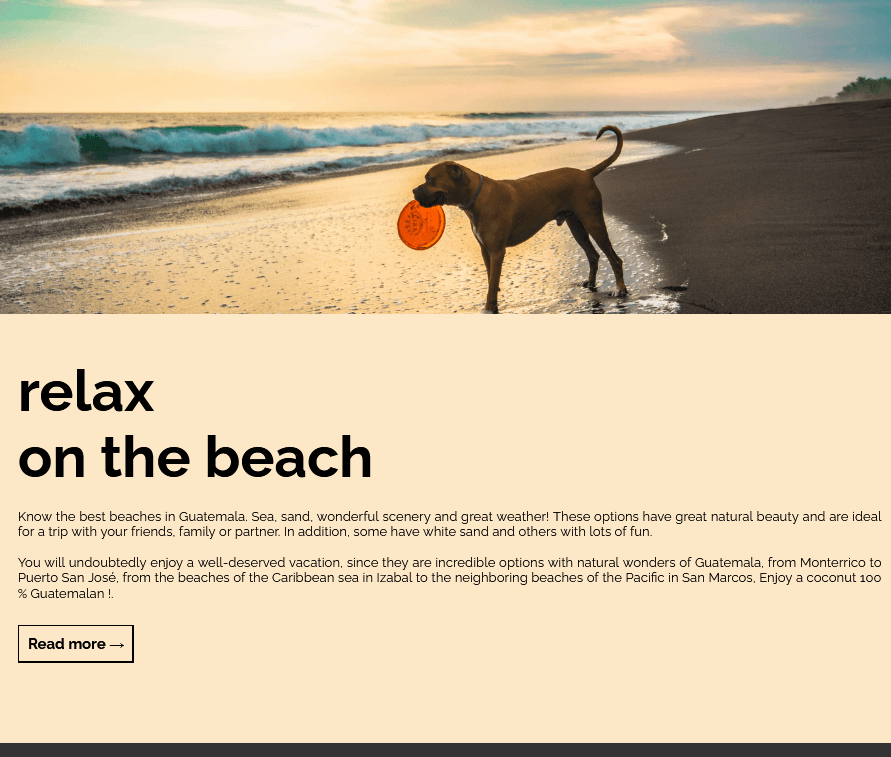 relax
on the beach
Know the best beaches in Guatemala. Sea, sand, wonderful scenery and great weather! These options have great natural beauty and are ideal
for a trip with your friends, family or partner. In addition, some have white sand and others with lots of fun.
You will undoubtedly enjoy a well-deserved vacation, since they are incredible options with natural wonders of Guatemala, from Monterrico to
Puerto San José, from the beaches of the Caribbean sea in Izabal to the neighboring beaches of the Pacific in San Marcos, Enjoy a coconut 100
% Guatemalan !.
Read more →